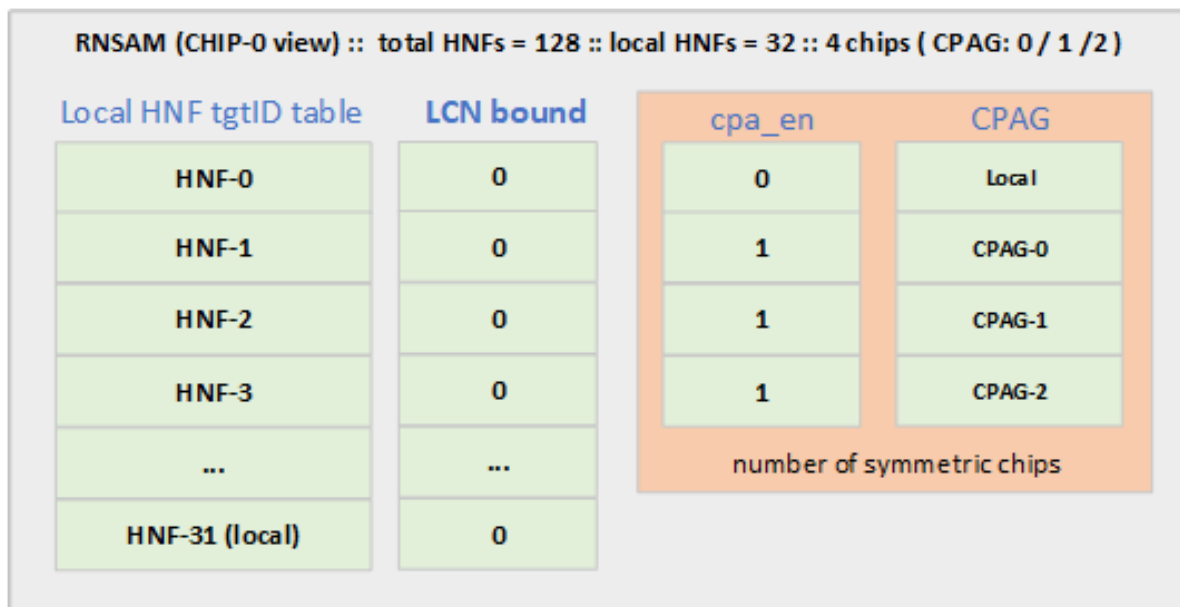 RNSAM (CHIP-0 view) :: total HNFs = 128 :: local HNFs = 32 :: 4 chips ( CPAG: 0 / 1 /2 )
Local HNF tgtID table LCN bound cpa_en CPAG
HNF-0 0 0 Local
HNF-1 0 1 CPAG-0
HNF-2 0 1 CPAG-1
HNF-3 0 1 CPAG-2
... ... number of symmetric chips
HNF-31 (local) 0